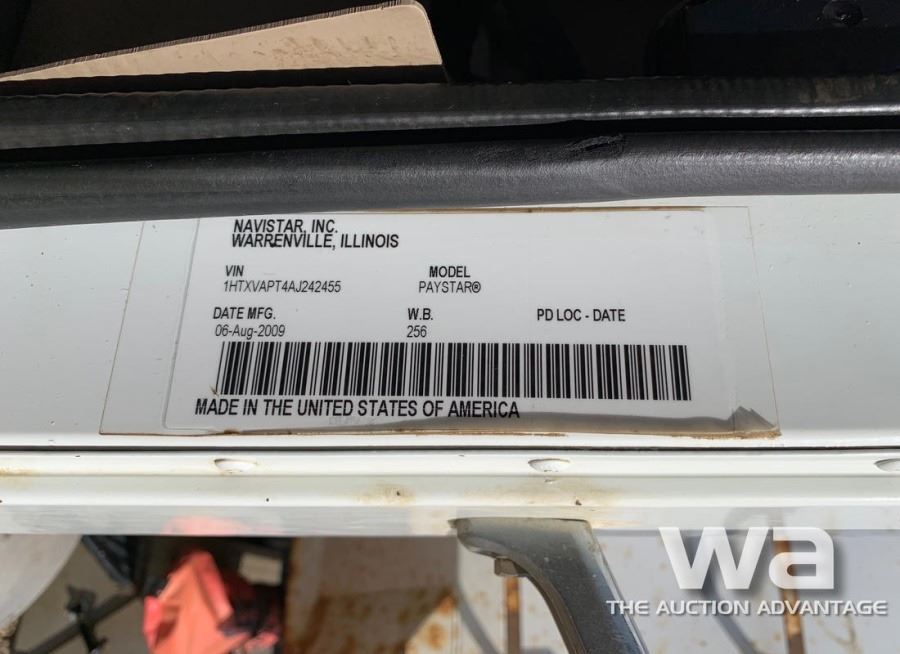 NAVISTAR, INC.
WARRENVILLE, ILLINOIS
VIN MODEL
1HTXVAPT4AJ242455 PAYSTAR®
DATE MFG. W.B. PD LOC - DATE
06-Aug-2009 256
MADE IN THE UNITED STATES OF AMERICA
wa
THE AUCTION ADVANTAGE